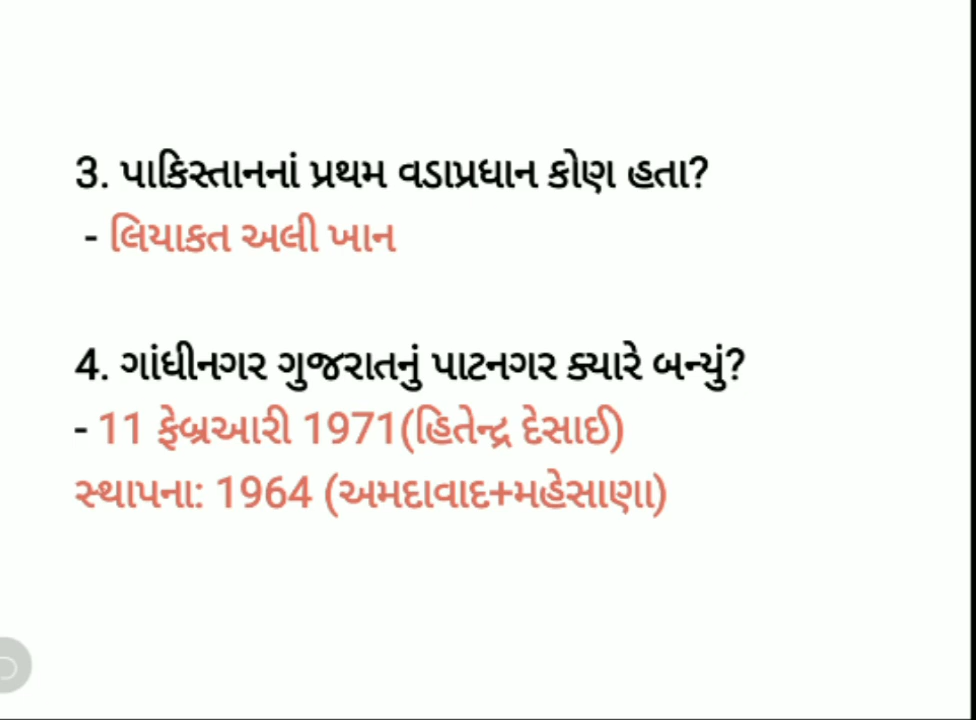 3. પાકિસ્તાનનાં પ્રથમ વડાપ્રધાન કોણ હતા?
- લિયાકત અલી ખાન
4. ગાંધીનગર ગુજરાતનું પાટનગર ક્યારે બન્યું?
- 11 ફેબ્રઆરી 1971(હિતેન્દ્ર દેસાઈ)
સ્થાપના: 1964 (અમદાવાદ+મહેસાણા)